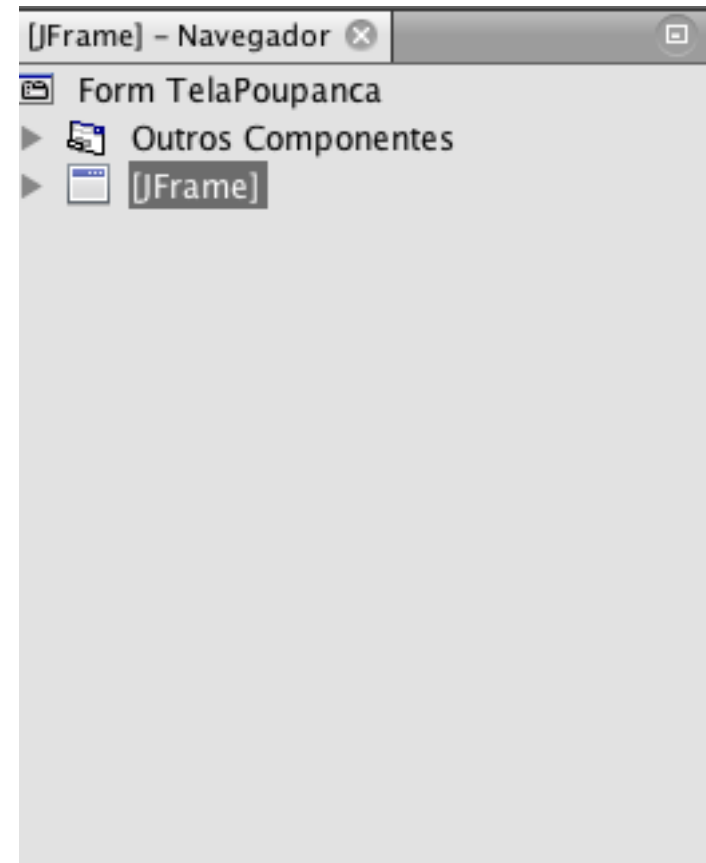 [JFrame] – Navegador
Form TelaPoupanca
Outros Componentes
[JFrame]